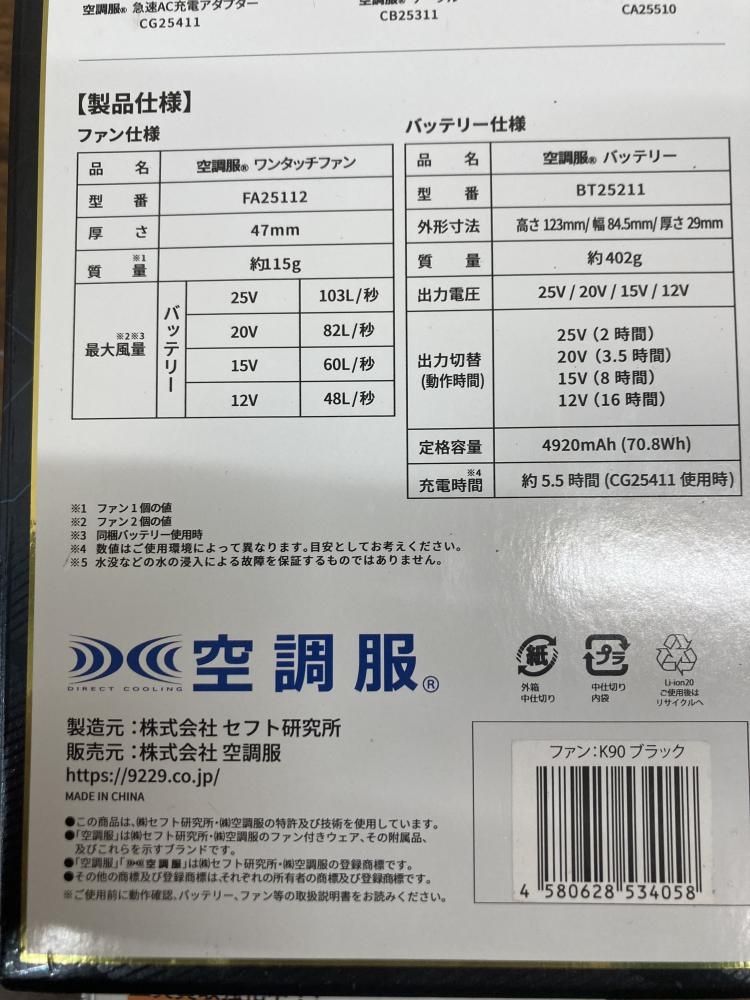 空調服® 急速AC充電アダプター
CG25411
CB25311
CA25510
【製品仕様】
ファン仕様
品名 空調服® ワンタッチファン
型番 FA25112
厚さ 47mm
質量※1 約115g
最大風量※2※3 バッテリー
25V 103L/秒
20V 82L/秒
15V 60L/秒
12V 48L/秒
バッテリー仕様
品名 空調服® バッテリー
型番 BT25211
外形寸法 高さ123mm/幅84.5mm/厚さ29mm
質量 約402g
出力電圧 25V / 20V / 15V / 12V
出力切替
(動作時間)
25V(2時間)
20V(3.5時間)
15V(8時間)
12V(16時間)
定格容量 4920mAh (70.8Wh)
充電時間※4 約5.5時間 (CG25411使用時)
※1 ファン1個の値
※2 ファン2個の値
※3 同梱バッテリー使用時
※4 数値はご使用環境によって異なります。目安としてお考えください。
※5 水没などの水の浸入による故障を保証するものではありません。
DIRECT COOLING
空調服®
紙
外箱
中仕切り
プラ
中仕切り
内袋
Li-ion20
ご使用後は
リサイクルへ
製造元:株式会社 セフト研究所
販売元:株式会社 空調服
https://9229.co.jp/
MADE IN CHINA
●この商品は、㈱セフト研究所・㈱空調服の特許及び技術を使用しています。
●「空調服」は㈱セフト研究所・㈱空調服のファン付きウェア、その付属品、
及びこれらを示すブランドです。
●「空調服」「空調服」は㈱セフト研究所・㈱空調服の登録商標です。
●その他の商標及び登録商標は、それぞれの所有者の商標及び登録商標です。
※ご使用前に動作確認、バッテリー、ファン等の取扱説明書をお読みください。
ファン:K90 ブラック
4 580628 534058